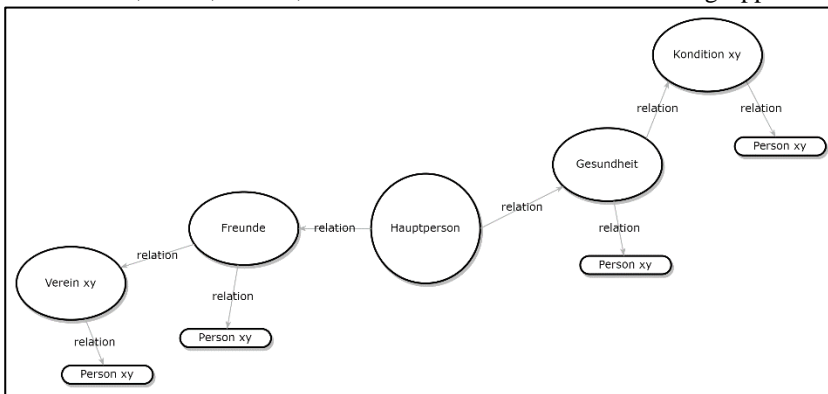 Kondition xy
relation
relation
Person xy
Gesundheit
relation
Freunde
relation
Hauptperson
relation
relation
Person xy
Verein xy
relation
Person xy
relation
Person xy